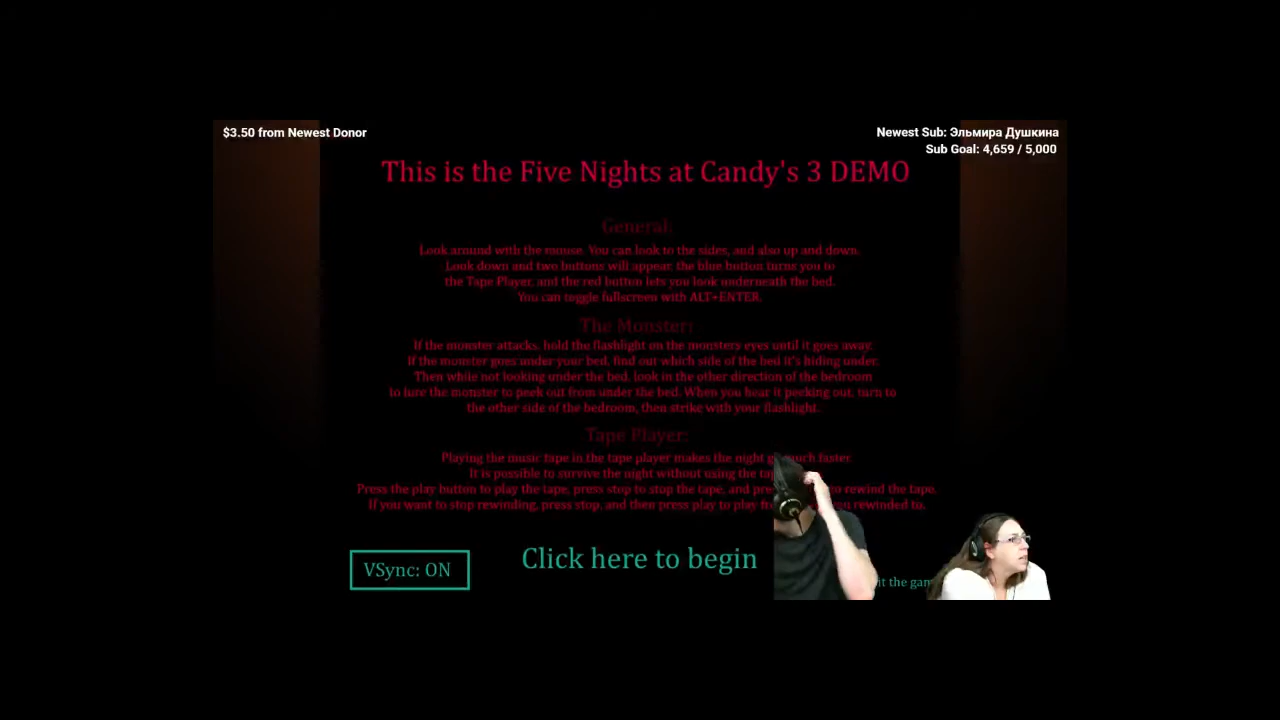 $3.50 from Newest Donor
Newest Sub: Эльмира Душкина
Sub Goal: 4,659 / 5,000
This is the Five Nights at Candy's 3 DEMO
General:
Look around with the mouse. You can look to the sides, and also up and down.
Look down and two buttons will appear, the blue button turns you to
the Tape Player, and the red button lets you look underneath the bed.
You can toggle fullscreen with ALT+ENTER.
The Monster:
If the monster attacks, hold the flashlight on the monsters eyes until it goes away.
If the monster goes under your bed, find out which side of the bed it's hiding under.
Then while not looking under the bed, look in the other direction of the bedroom
to lure the monster to peek out from under the bed. When you hear it peeking out, turn to
the other side of the bedroom, then strike with your flashlight.
Tape Player:
Playing the music tape in the tape player makes the night go much faster
It is possible to survive the night without using the
Press the play button to play the tape, press stop to stop the tape, and rewind the tape.
If you want to stop rewinding, press stop, and then press play to play rewinded to.
VSync: ON
Click here to begin
the